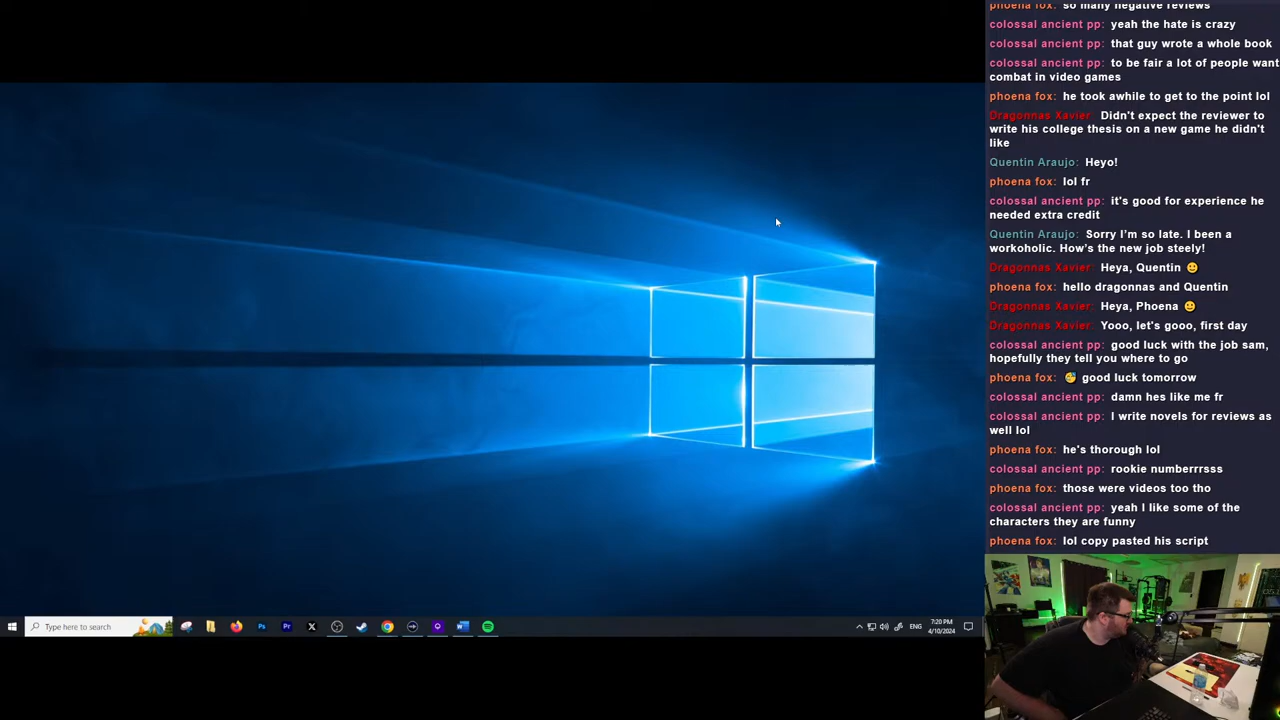 phoena fox: so many negative reviews
colossal ancient pp: yeah the hate is crazy
colossal ancient pp: that guy wrote a whole book
colossal ancient pp: to be fair a lot of people want
combat in video games
phoena fox: he took awhile to get to the point lol
Dragonnas Xavier: Didn't expect the reviewer to
write his college thesis on a new game he didn't
like
Quentin Araujo: Heyo!
phoena fox: lol fr
colossal ancient pp: it's good for experience he
needed extra credit
Quentin Araujo: Sorry I'm so late. I been a
workoholic. How's the new job steely!
Dragonnas Xavier: Heya, Quentin 🙂
phoena fox: hello dragonnas and Quentin
Dragonnas Xavier: Heya, Phoena 🙂
Dragonnas Xavier: Yooo, let's gooo, first day
colossal ancient pp: good luck with the job sam,
hopefully they tell you where to go
phoena fox: 😴 good luck tomorrow
colossal ancient pp: damn hes like me fr
colossal ancient pp: I write novels for reviews as
well lol
phoena fox: he's thorough lol
colossal ancient pp: rookie numberrrsss
phoena fox: those were videos too tho
colossal ancient pp: yeah I like some of the
characters they are funny
phoena fox: lol copy pasted his script
Type here to search
Ps
Pr
X
W
ENG
7:20 PM
4/10/2024